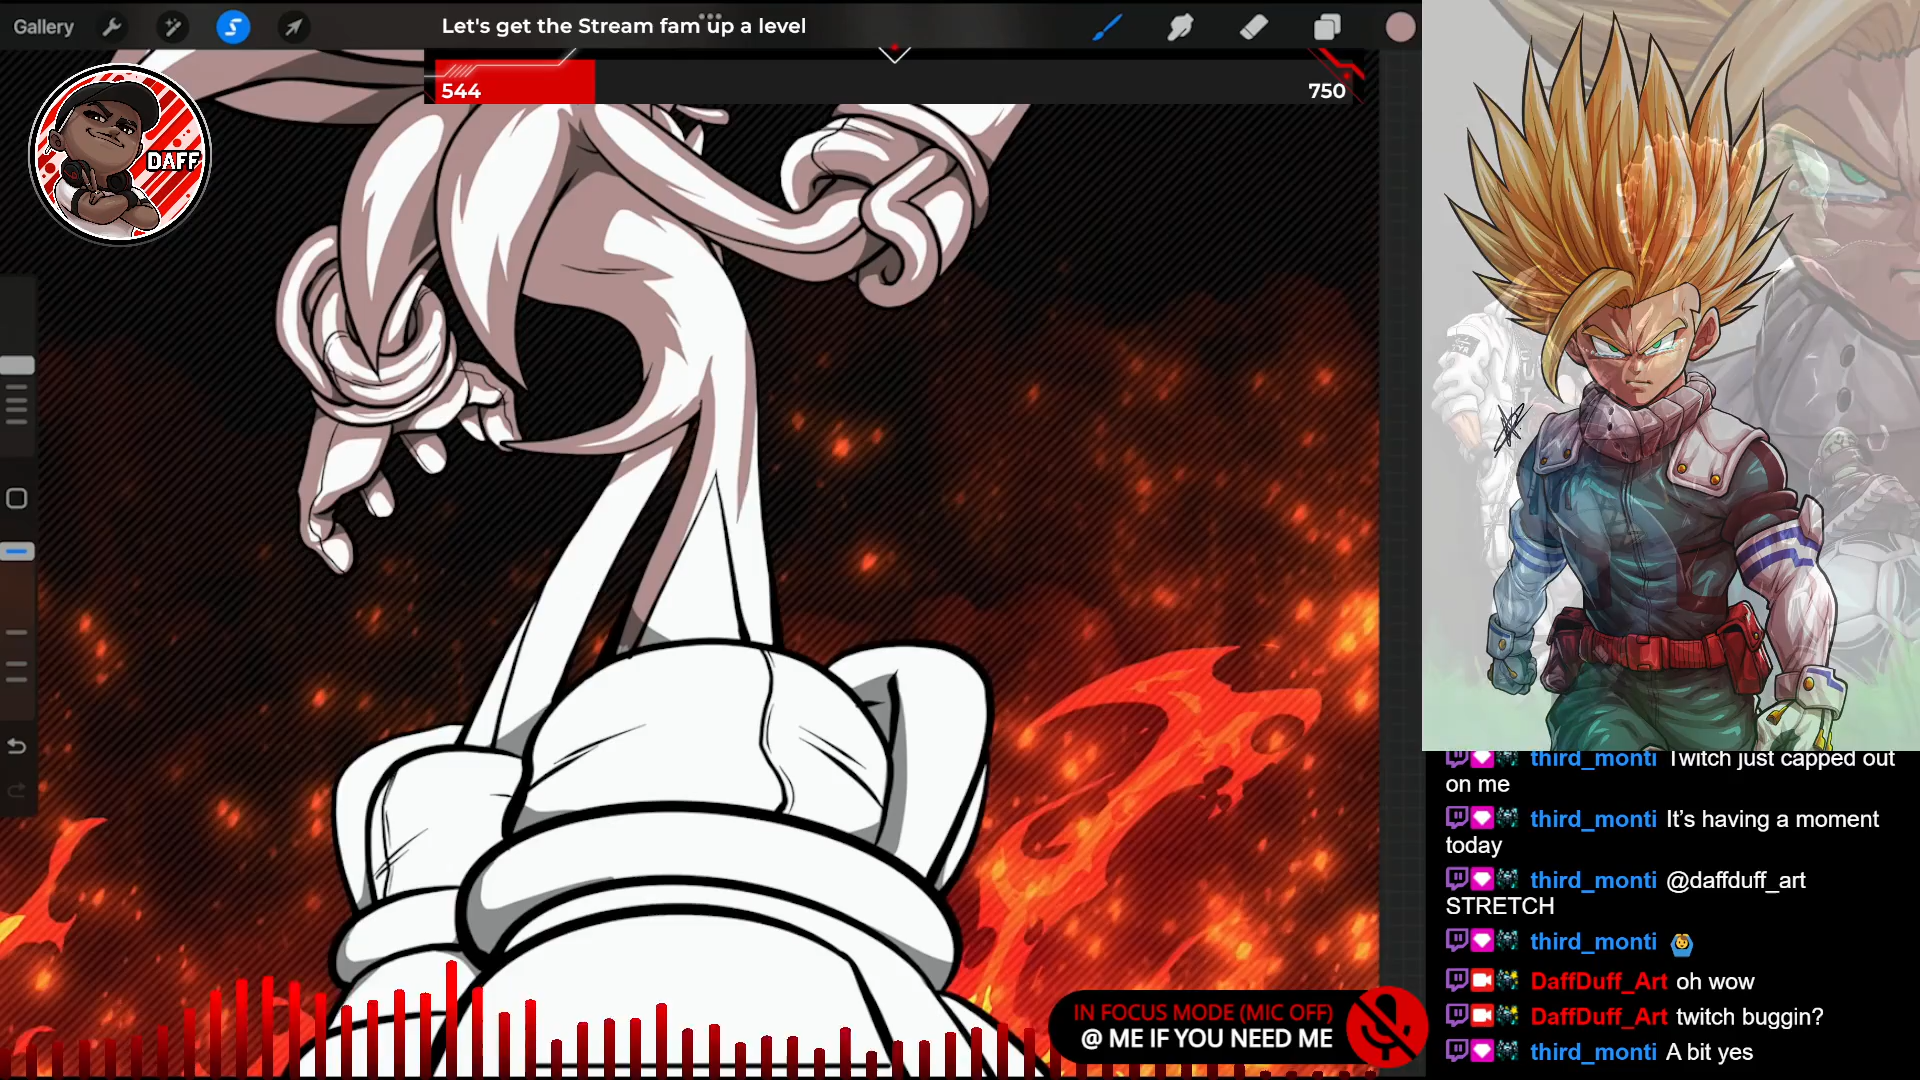 Gallery
Let's get the Stream fam up a level
544
750
DAFF
third_monti Twitch just capped out
on me
third_monti It's having a moment
today
third_monti @daffduff_art
STRETCH
third_monti
DaffDuff_Art oh wow
DaffDuff_Art twitch buggin?
third_monti A bit yes
IN FOCUS MODE (MIC OFF)
@ ME IF YOU NEED ME